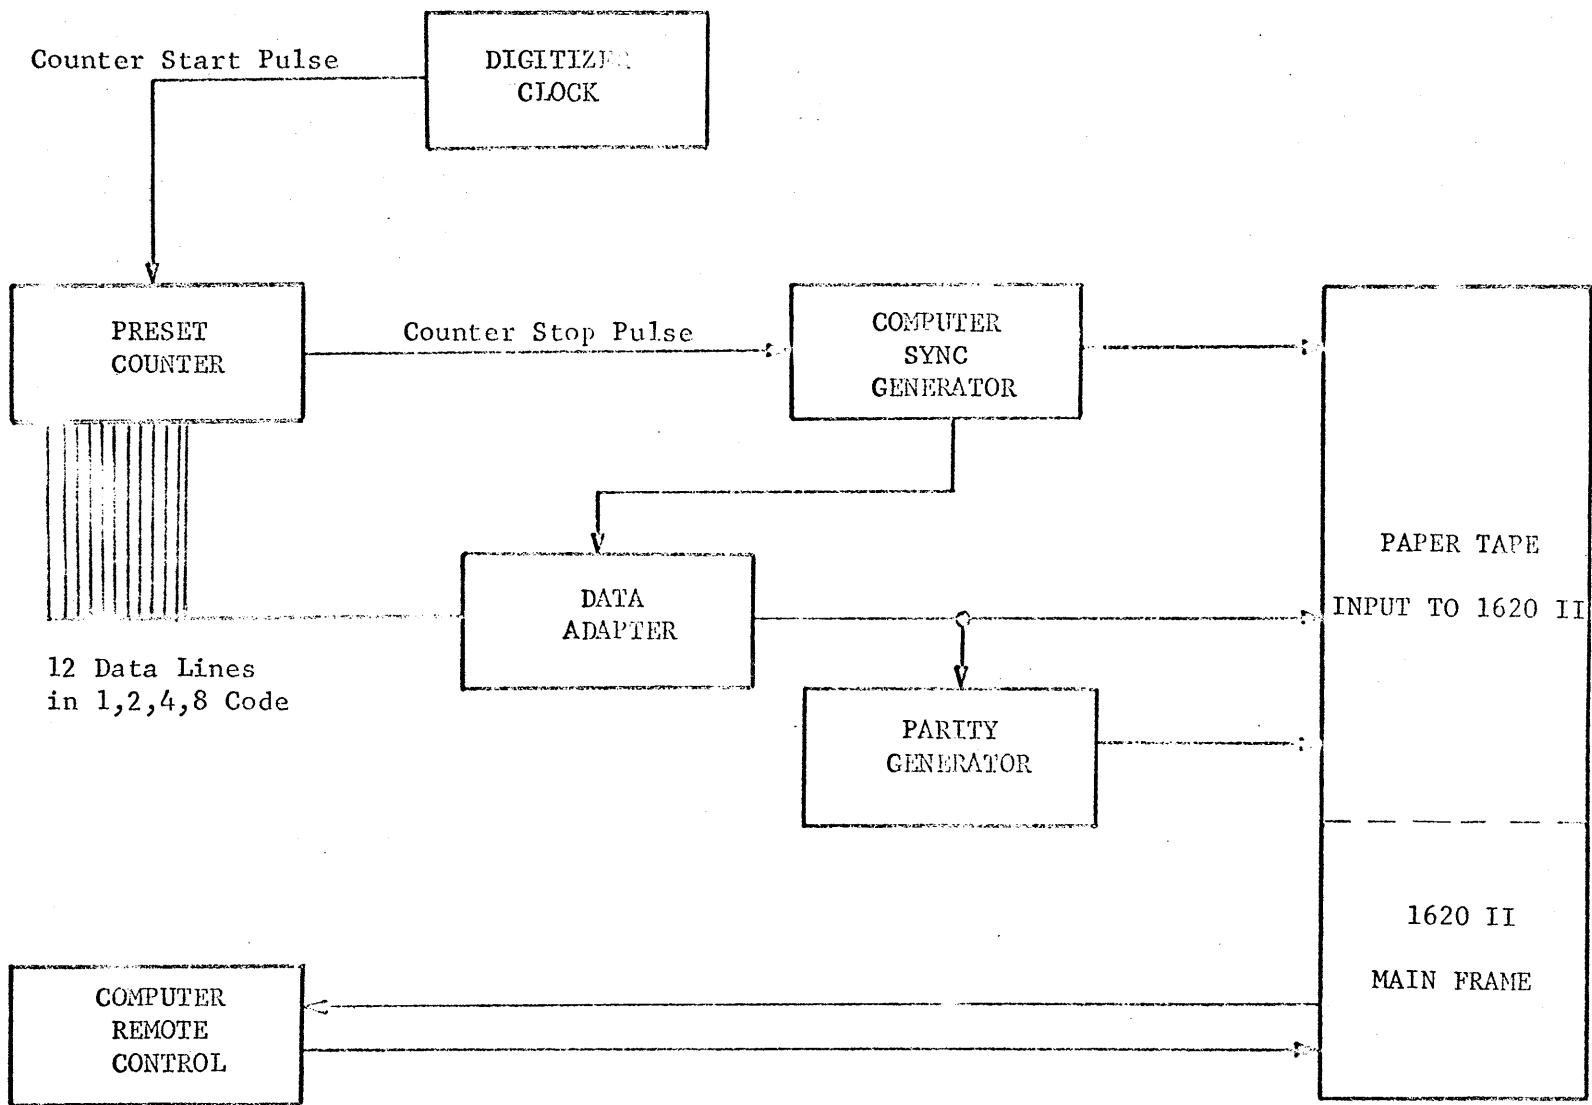 Counter Start Pulse
DIGITIZER
CLOCK
PRESET
COUNTER
Counter Stop Pulse
COMPUTER
SYNC
GENERATOR
12 Data Lines
in 1,2,4,8 Code
DATA
ADAPTER
PARITY
GENERATOR
PAPER TAPE
INPUT TO 1620 II
1620 II
MAIN FRAME
COMPUTER
REMOTE
CONTROL